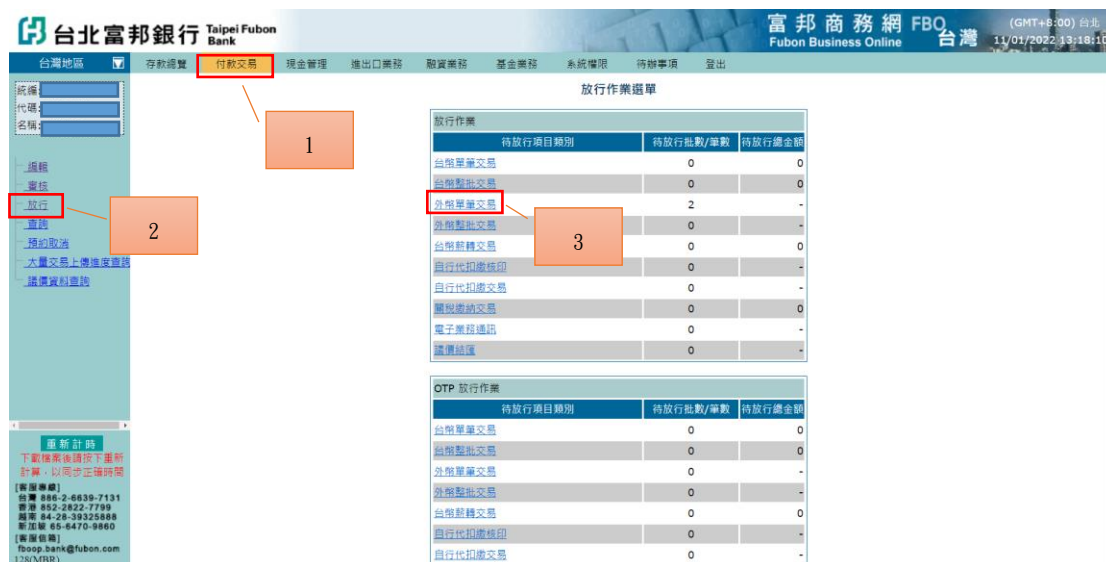 台北富邦銀行 Taipei Fubon Bank
富邦商務網 FBO台灣
Fubon Business Online
(GMT+8:00) 台北
11/01/2022 13:18:10
台灣地區 存款總覽 付款交易 現金管理 進出口業務 融資業務 基金業務 系統權限 待辦事項 登出
統編:
代碼:
名稱:
編輯
審核
放行
查詢
預約取消
大量交易上傳進度查詢
議價資料查詢
1
2
3
放行作業選單
放行作業
待放行項目類別 待放行批數/筆數 待放行總金額
台幣單筆交易 0 0
台幣整批交易 0 0
外幣單筆交易 2 -
外幣整批交易 0 -
台幣薪轉交易 0 0
自行代扣繳核印 0 -
自行代扣繳交易 0 -
關稅繳納交易 0 0
電子業務通訊 0 -
議價結匯 0 -
OTP 放行作業
待放行項目類別 待放行批數/筆數 待放行總金額
台幣單筆交易 0 0
台幣整批交易 0 0
外幣單筆交易 0 -
外幣整批交易 0 -
台幣薪轉交易 0 0
自行代扣繳核印 0 -
自行代扣繳交易 0 -
重新計時
下載檔案後請按下重新
計算，以同步正確時間
[客服專線]
台灣 886-2-6639-7131
香港 852-2822-7799
越南 84-28-39325888
新加坡 65-6470-9860
[客服信箱]
fboop.bank@fubon.com
128(MBR)